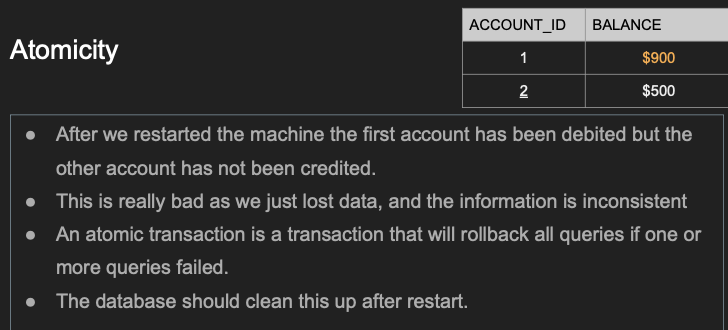 Atomicity
ACCOUNT_ID BALANCE
1 $900
2 $500
● After we restarted the machine the first account has been debited but the
other account has not been credited.
● This is really bad as we just lost data, and the information is inconsistent
● An atomic transaction is a transaction that will rollback all queries if one or
more queries failed.
● The database should clean this up after restart.